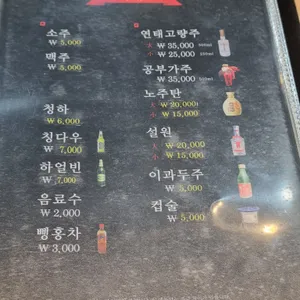 소주
₩ 5,000
맥주
₩ 5,000
청하
₩ 6,000
칭다우
₩ 7,000
하얼빈
₩ 7,000
음료수
₩ 2,000
삥홍차
₩ 3,000
연태고량주
大 ₩ 35,000
小 ₩ 25,000
공부가주
₩ 35,000
노주탄
大 ₩ 20,000
小 ₩ 15,000
설원
大 ₩ 20,000
小 ₩ 15,000
이과두주
₩ 5,000
컵술
₩ 5,000